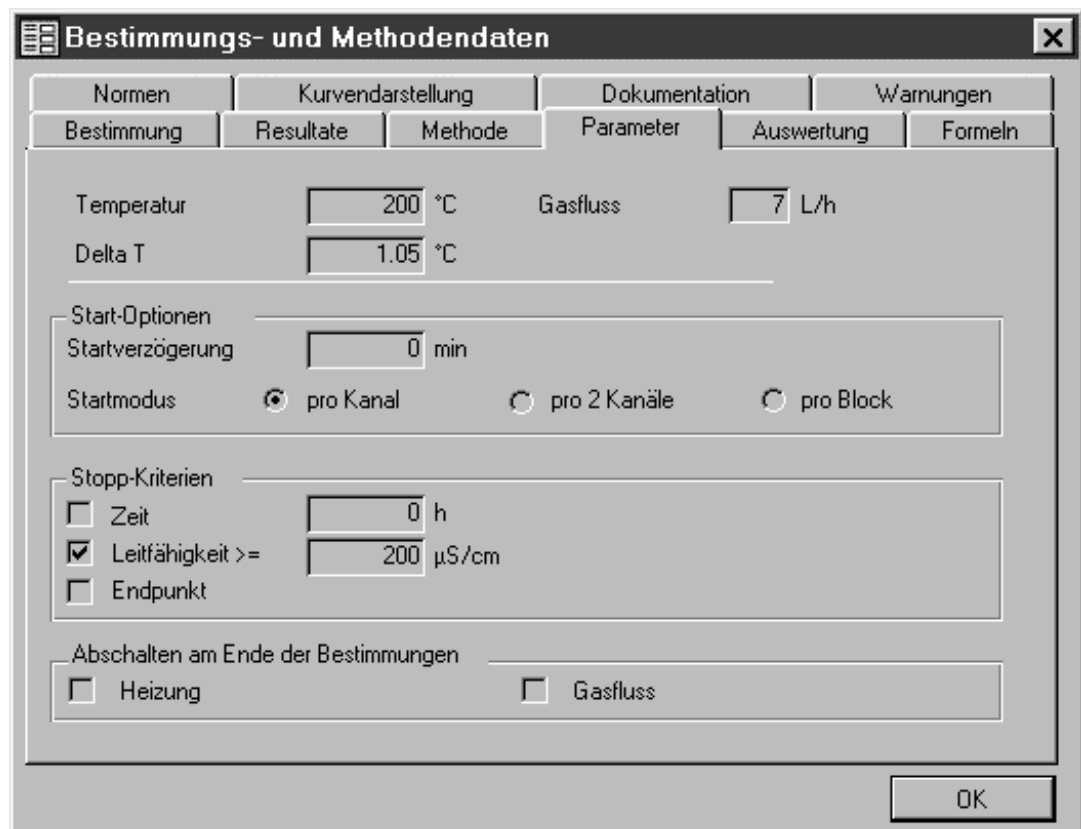 Bestimmungs- und Methodendaten
Normen Kurvendarstellung Dokumentation Warnungen
Bestimmung Resultate Methode Parameter Auswertung Formeln
Temperatur 200 °C Gasfluss 7 L/h
Delta T 1.05 °C
Start-Optionen
Startverzögerung 0 min
Startmodus pro Kanal pro 2 Kanäle pro Block
Stopp-Kriterien
Zeit 0 h
Leitfähigkeit >= 200 µS/cm
Endpunkt
Abschalten am Ende der Bestimmungen
Heizung Gasfluss
OK